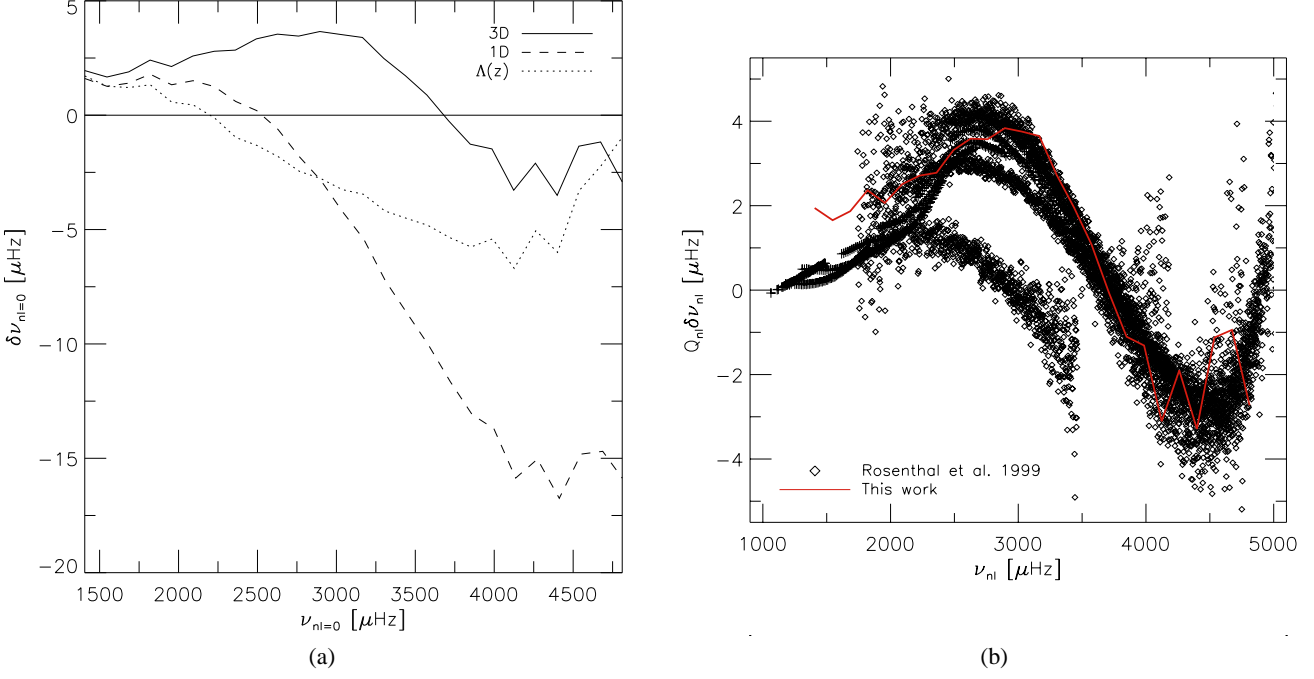 5
0
−5
−10
−15
−20
δν_{nl=0} [μHz]
3D
1D
Λ(z)
1500 2000 2500 3000 3500 4000 4500
ν_{nl=0} [μHz]
(a)
4
2
0
−2
−4
Q_{nl}δν_{nl} [μHz]
Rosenthal et al. 1999
This work
1000 2000 3000 4000 5000
ν_{nl} [μHz]
(b)